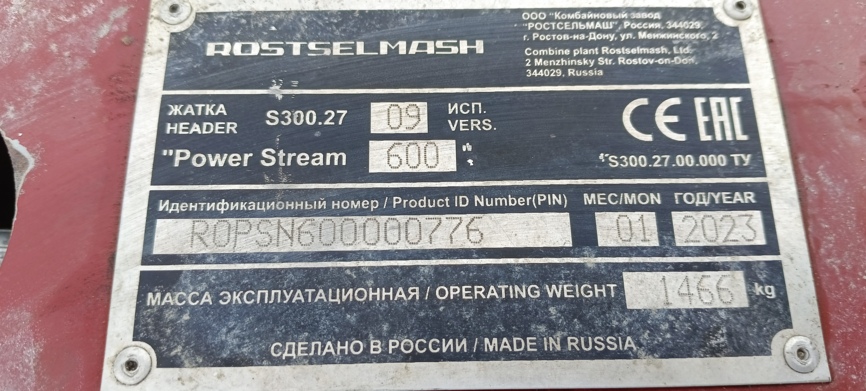 ROSTSELMASH
ООО "Комбайновый завод
"РОСТСЕЛЬМАШ", Россия, 344029,
г. Ростов-на-Дону, ул. Менжинского, 2
Combine plant Rostselmash, Ltd.
2 Menzhinsky Str. Rostov-on-Don,
344029, Russia
ЖАТКА S300.27 09 ИСП.
HEADER VERS.
"Power Stream 600"
CE EAC
S300.27.00.000 ТУ
Идентификационный номер / Product ID Number(PIN) МЕС/MON ГОД/YEAR
R0PSN600000776 01 2023
МАССА ЭКСПЛУАТАЦИОННАЯ / OPERATING WEIGHT 1466 kg
СДЕЛАНО В РОССИИ / MADE IN RUSSIA